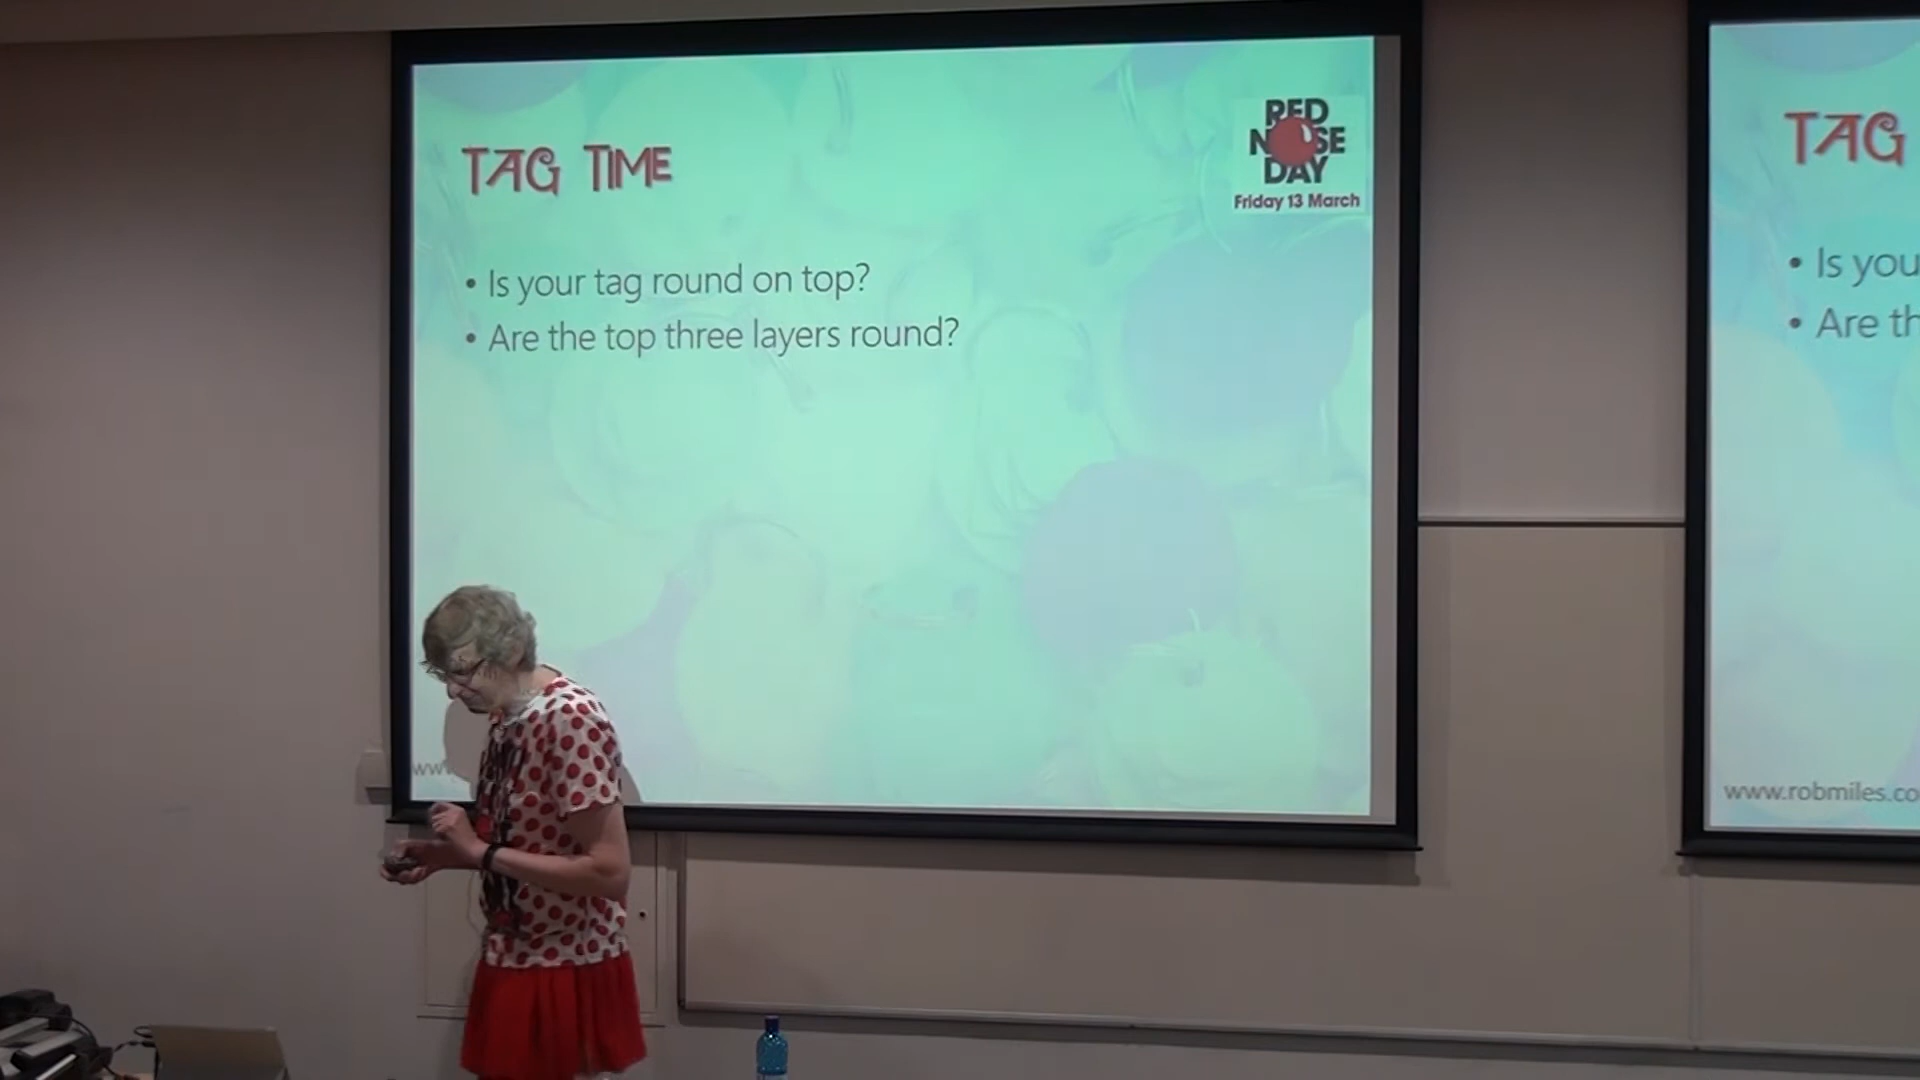 TAG TIME
RED
NOSE
DAY
Friday 13 March
• Is your tag round on top?
• Are the top three layers round?
www.
TAG
• Is you
• Are th
www.robmiles.co